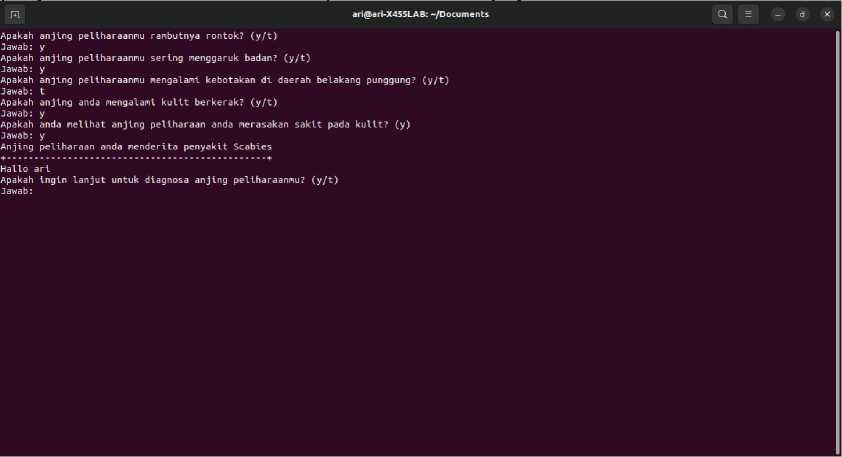 ari@ari-X455LAB: ~/Documents
Apakah anjing peliharaanmu rambutnya rontok? (y/t)
Jawab: y
Apakah anjing peliharaanmu sering menggaruk badan? (y/t)
Jawab: y
Apakah anjing peliharaanmu mengalami kebotakan di daerah belakang punggung? (y/t)
Jawab: t
Apakah anjing anda mengalami kulit berkerak? (y/t)
Jawab: y
Apakah anda melihat anjing peliharaan anda merasakan sakit pada kulit? (y)
Jawab: y
Anjing peliharaan anda menderita penyakit Scabies
+-----------------------------------------------+
Hallo ari
Apakah ingin lanjut untuk diagnosa anjing peliharaanmu? (y/t)
Jawab: